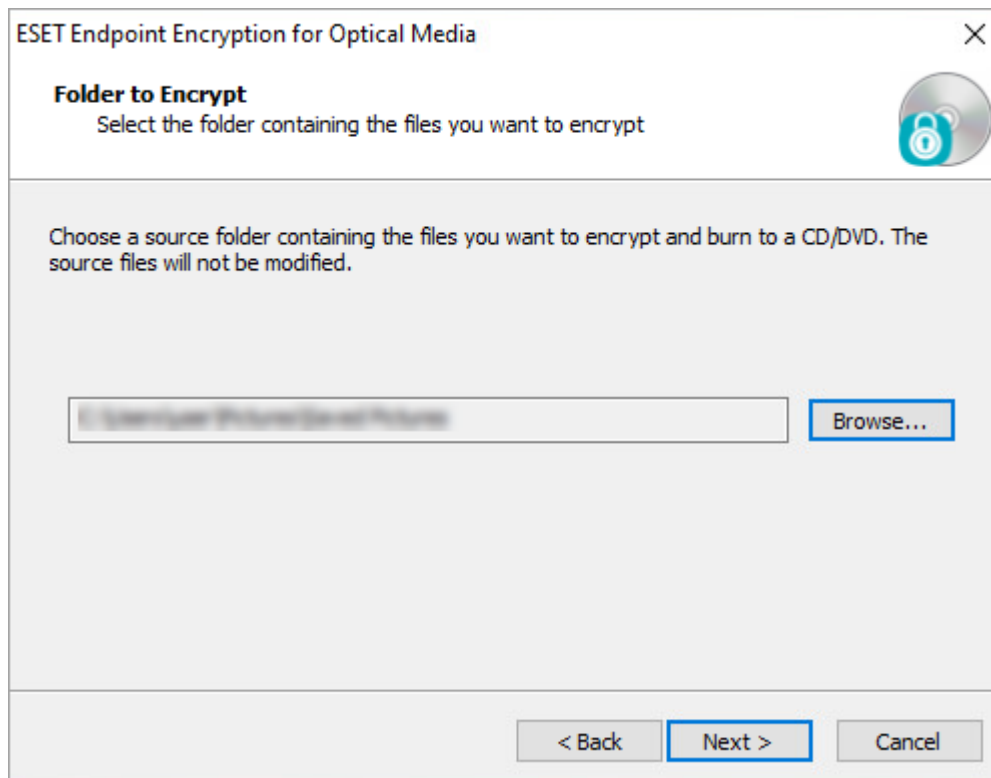 ESET Endpoint Encryption for Optical Media
Folder to Encrypt
Select the folder containing the files you want to encrypt
Choose a source folder containing the files you want to encrypt and burn to a CD/DVD. The
source files will not be modified.
Browse...
< Back
Next >
Cancel